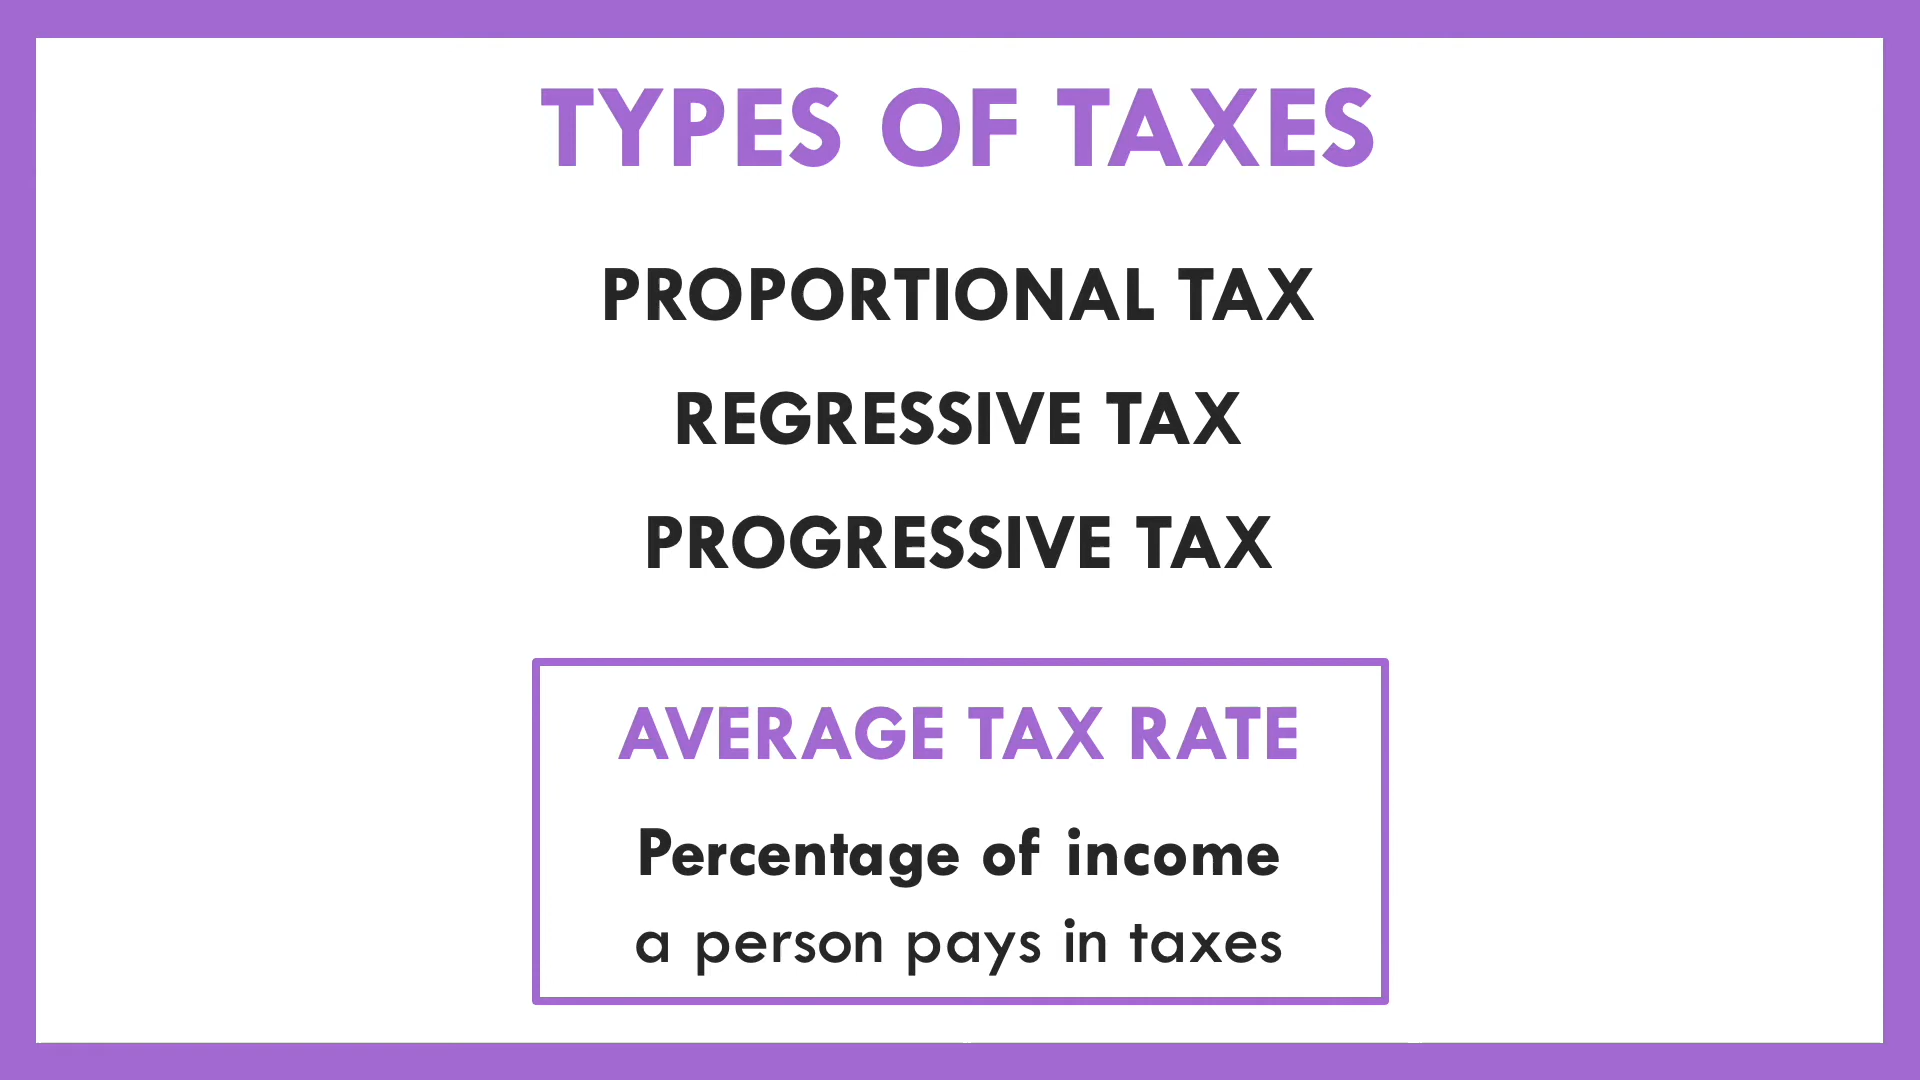 TYPES OF TAXES
PROPORTIONAL TAX
REGRESSIVE TAX
PROGRESSIVE TAX
AVERAGE TAX RATE
Percentage of income
a person pays in taxes